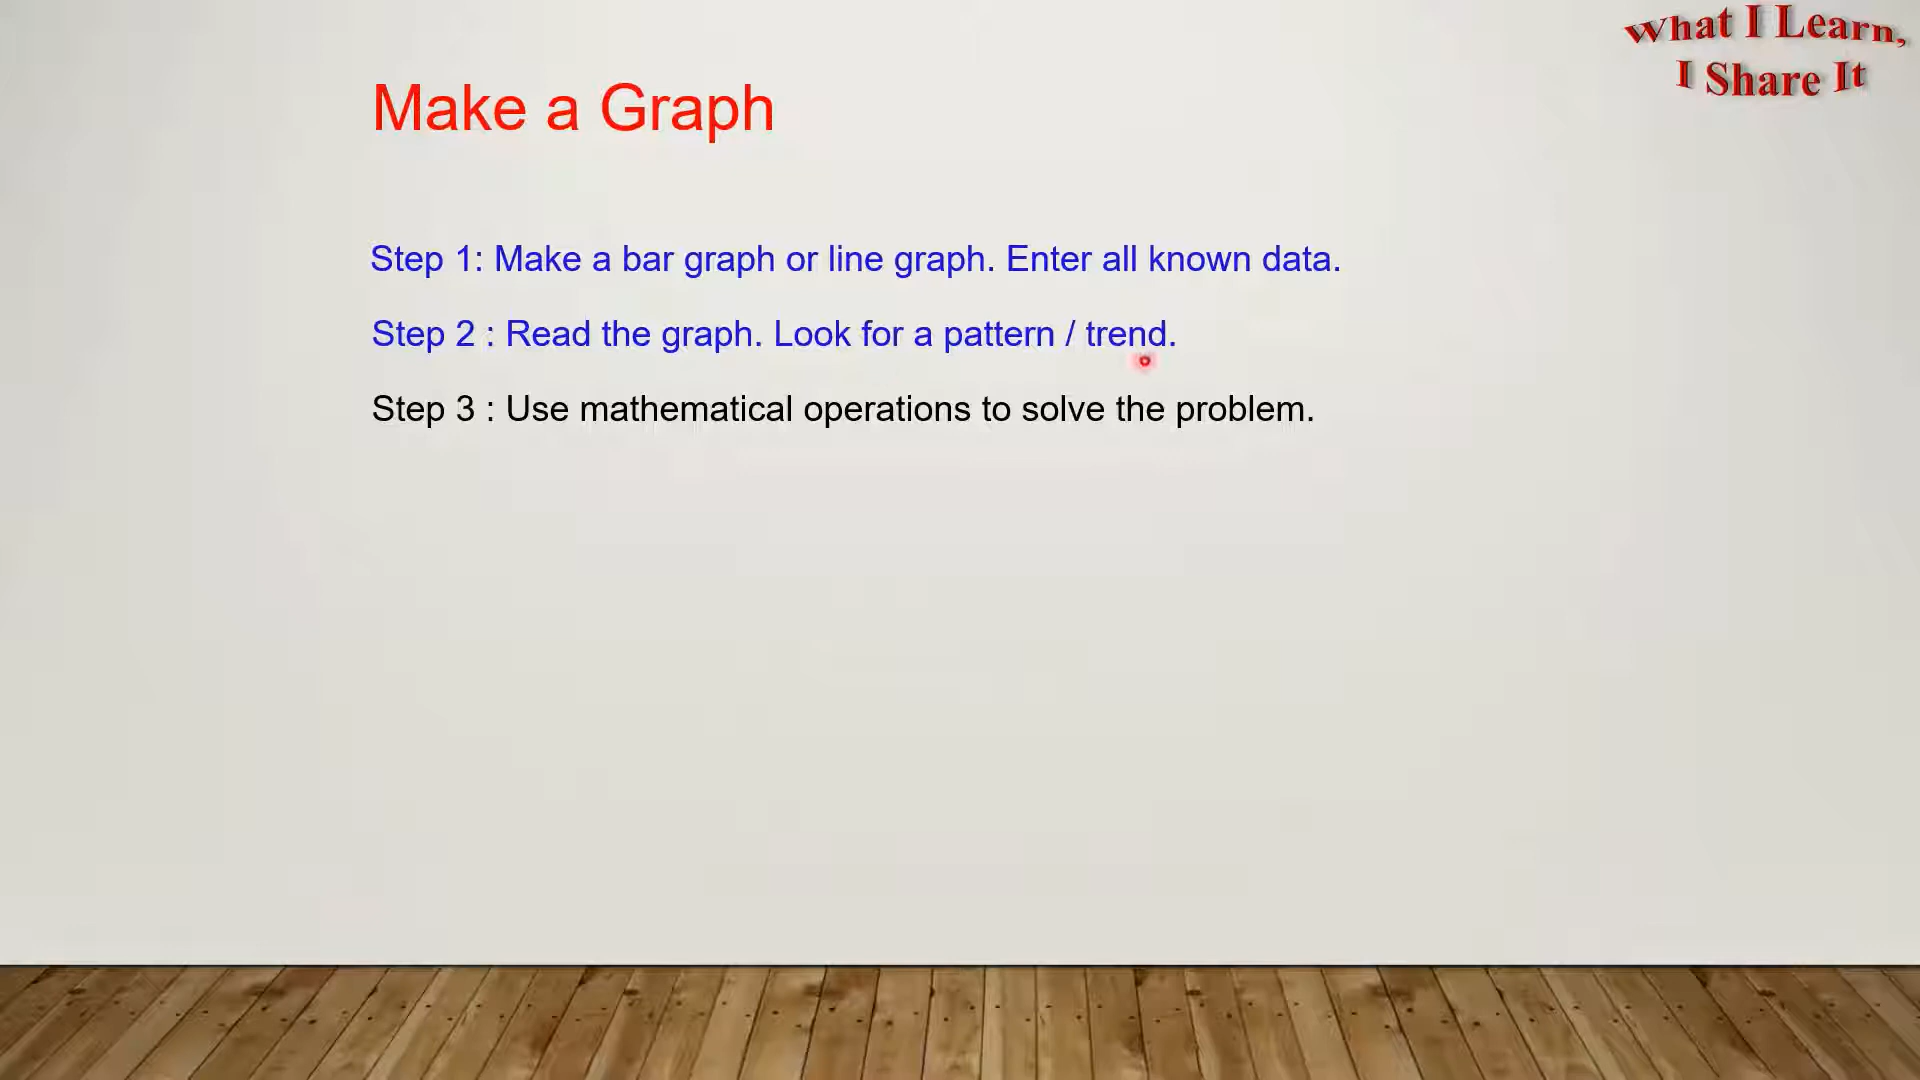 What I Learn,
I Share It
Make a Graph
Step 1: Make a bar graph or line graph. Enter all known data.
Step 2 : Read the graph. Look for a pattern / trend.
Step 3 : Use mathematical operations to solve the problem.